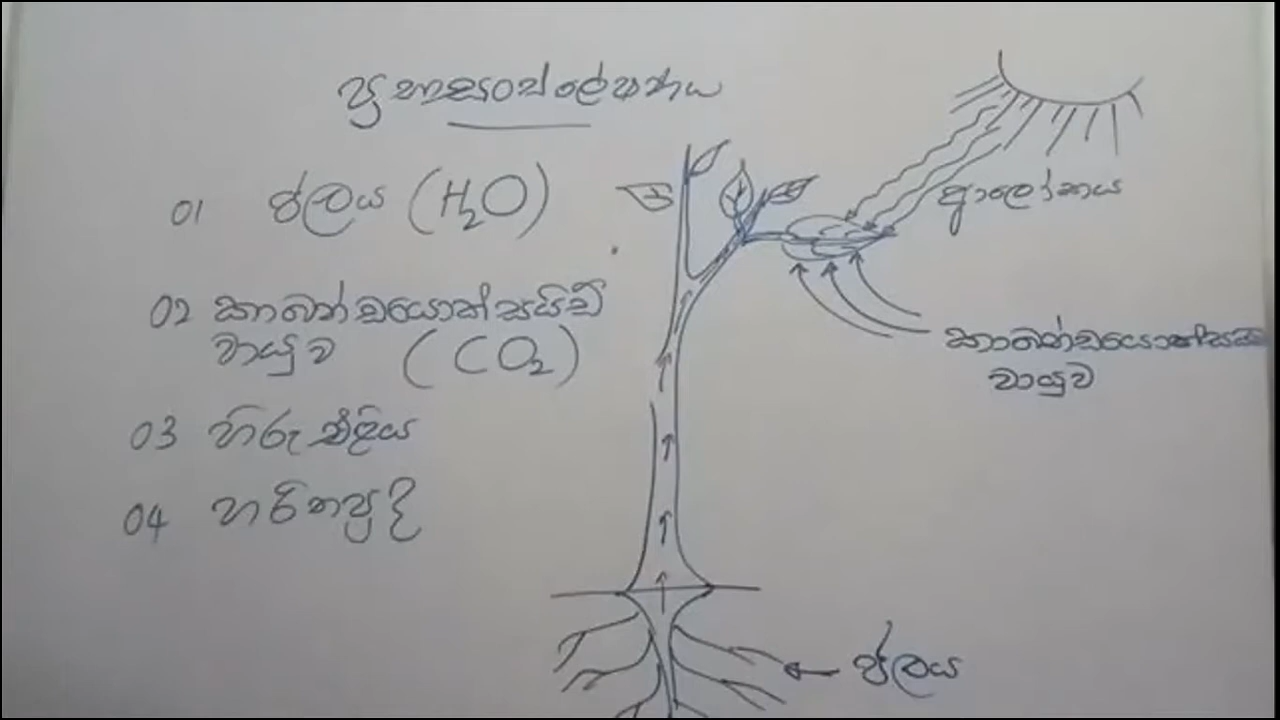 ප්‍රභාසංස්ලේෂණය
01 ජලය (H₂O)
02 කාබන්ඩයොක්සයිඩ්
වායුව (CO₂)
03 හිරු එළිය
04 හරිතප්‍රද
ආලෝකය
කාබන්ඩයොක්සයි
වායුව
ජලය